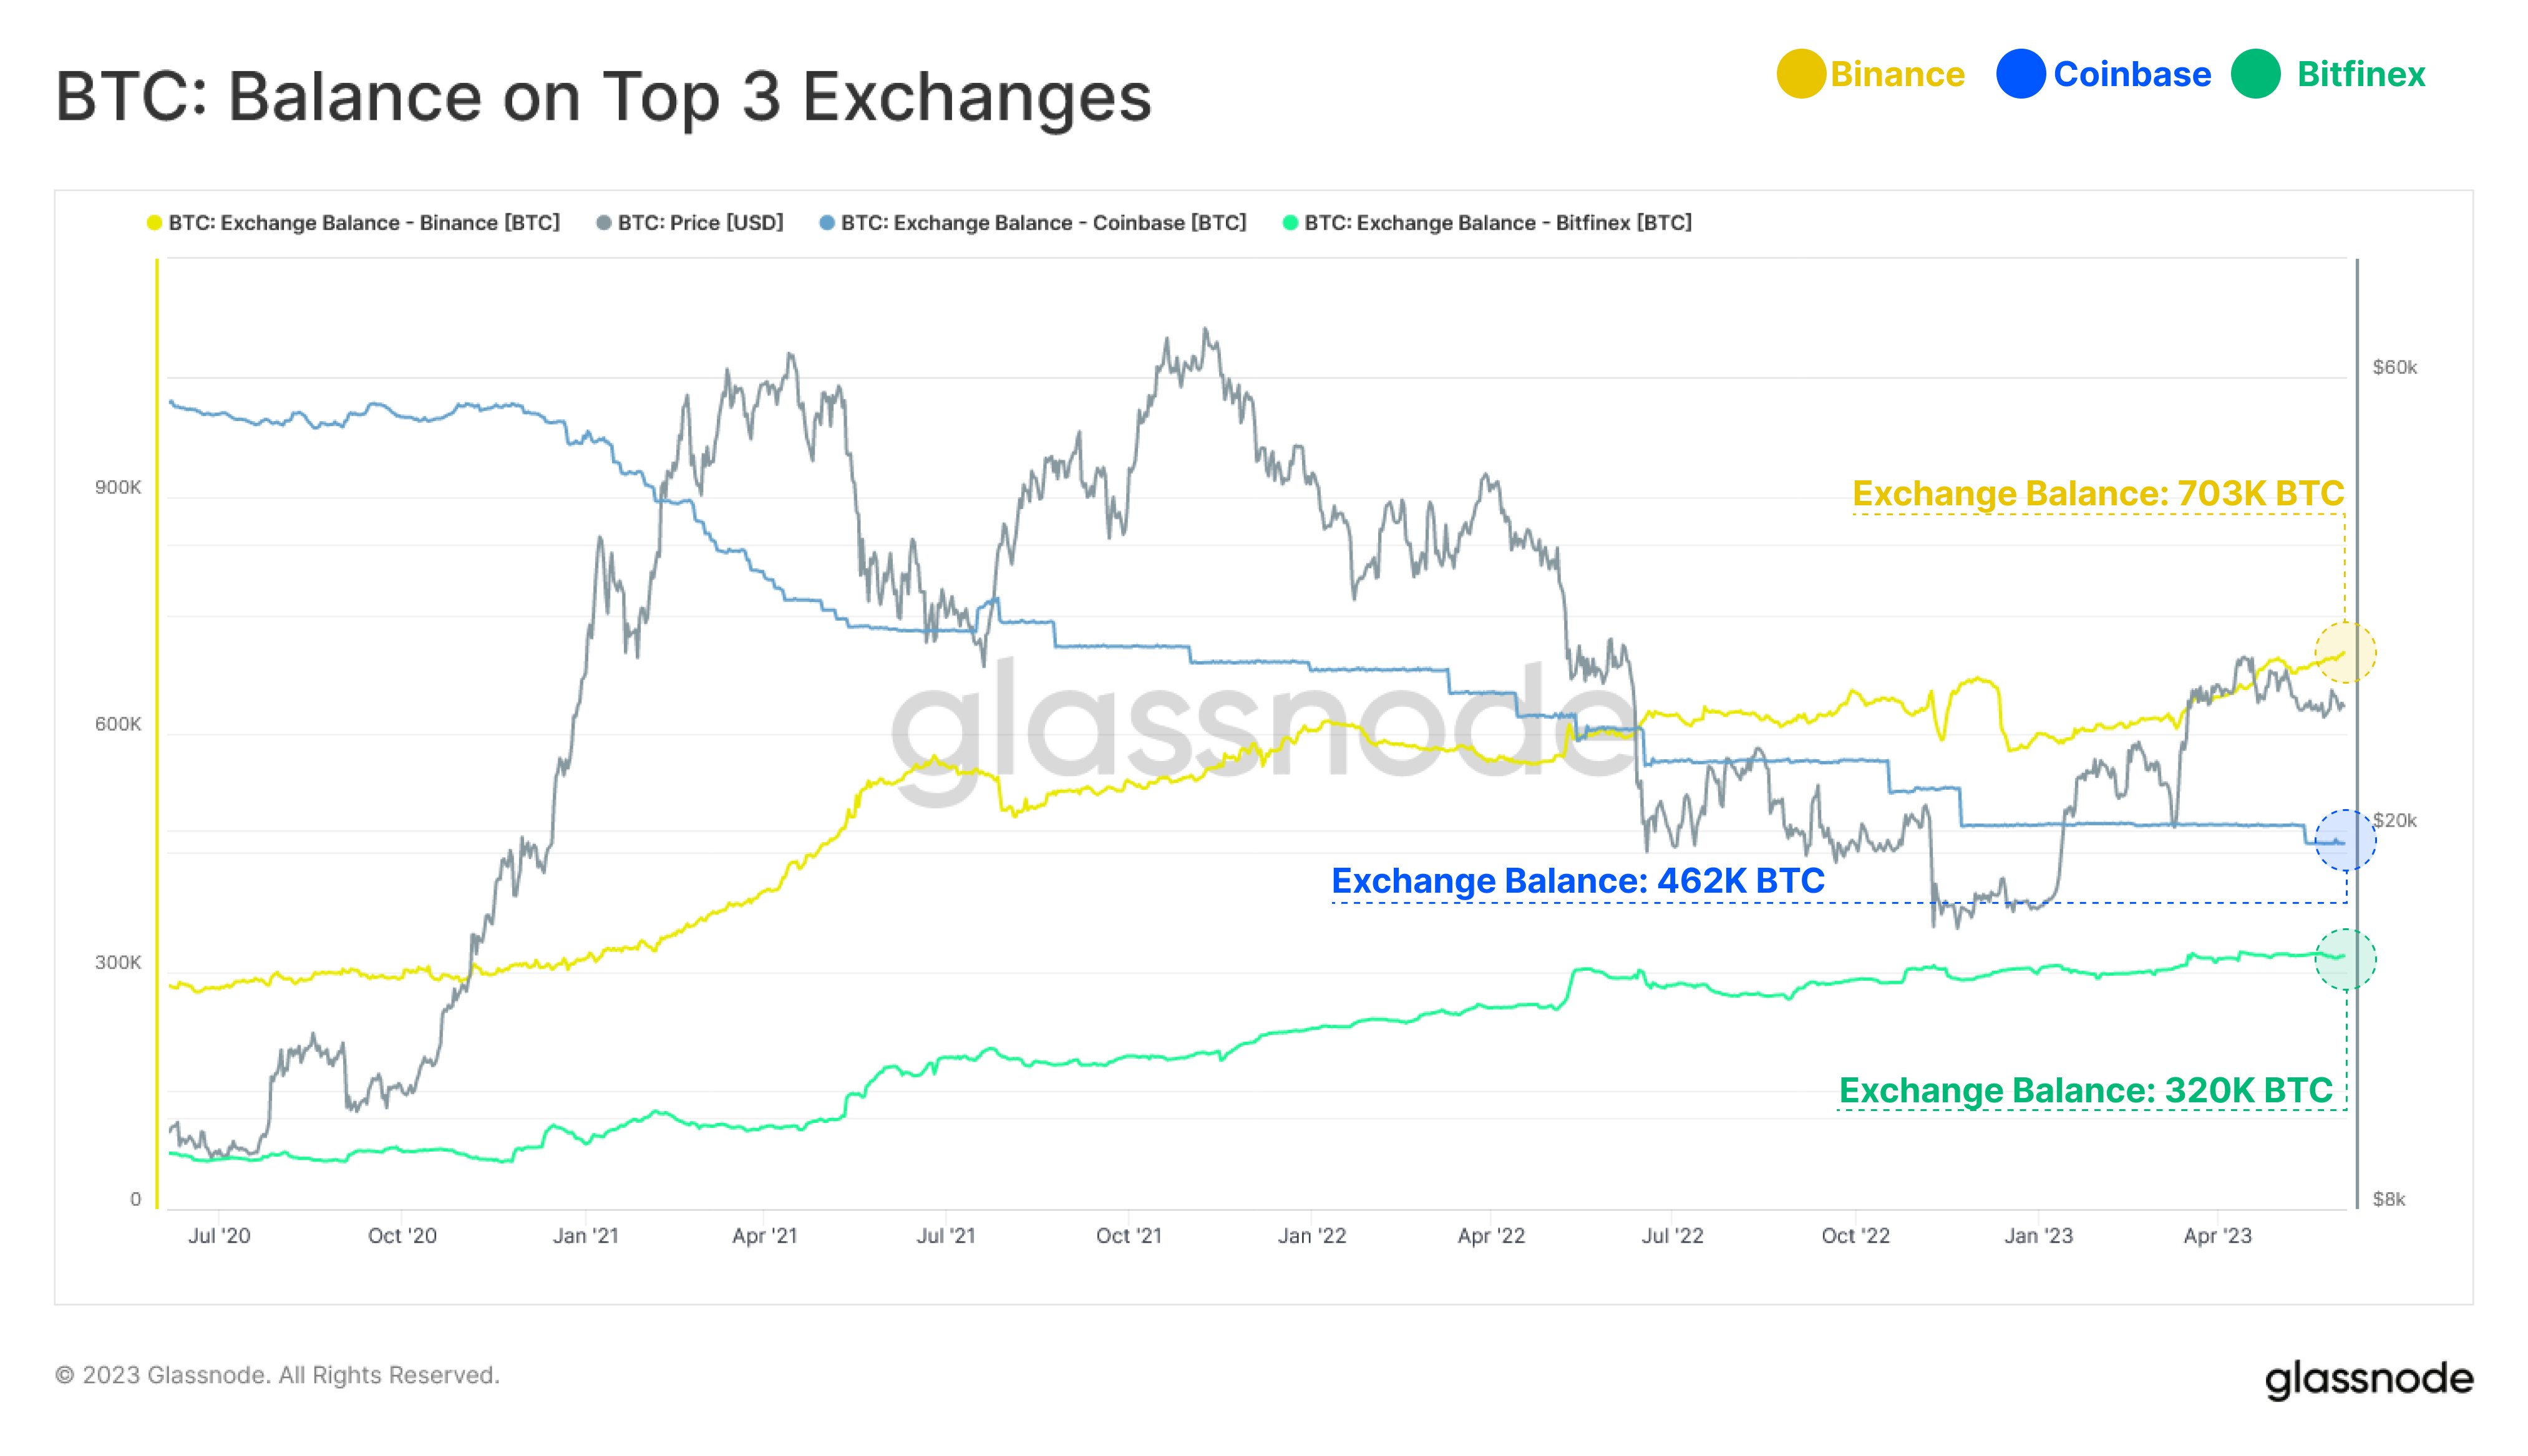 BTC: Balance on Top 3 Exchanges
Binance Coinbase Bitfinex
BTC: Exchange Balance - Binance [BTC] BTC: Price [USD] BTC: Exchange Balance - Coinbase [BTC] BTC: Exchange Balance - Bitfinex [BTC]
$60k
900K
Exchange Balance: 703K BTC
glassnode
600K
$20k
Exchange Balance: 462K BTC
300K
Exchange Balance: 320K BTC
0
$8k
Jul '20 Oct '20 Jan '21 Apr '21 Jul '21 Oct '21 Jan '22 Apr '22 Jul '22 Oct '22 Jan '23 Apr '23
© 2023 Glassnode. All Rights Reserved.
glassnode